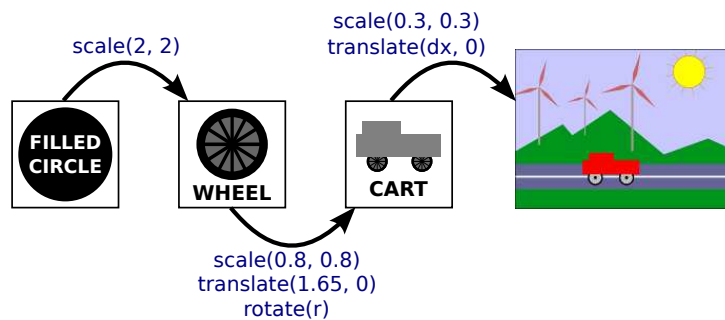 scale(2, 2)
scale(0.3, 0.3)
translate(dx, 0)
FILLED
CIRCLE
WHEEL
CART
scale(0.8, 0.8)
translate(1.65, 0)
rotate(r)